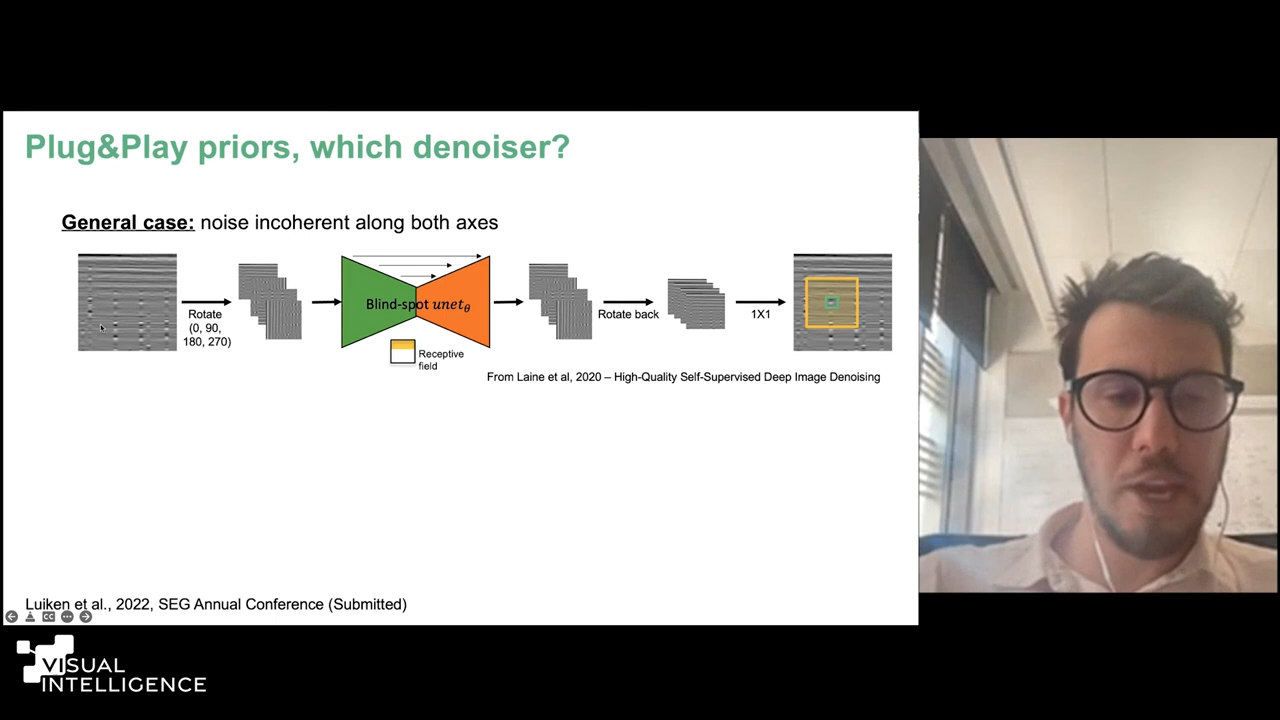 Plug&Play priors, which denoiser?
General case: noise incoherent along both axes
Rotate
(0, 90,
180, 270)
Blind-spot unetθ
Receptive
field
Rotate back
1X1
From Laine et al, 2020 – High-Quality Self-Supervised Deep Image Denoising
Luiken et al., 2022, SEG Annual Conference (Submitted)
CC
VISUAL
INTELLIGENCE